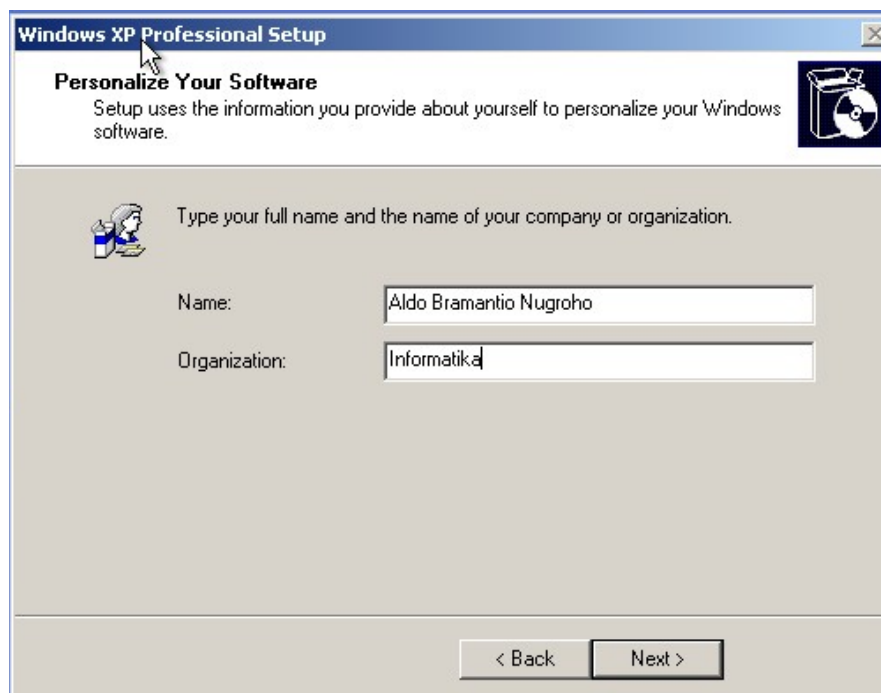 Windows XP Professional Setup
Personalize Your Software
Setup uses the information you provide about yourself to personalize your Windows
software.
Type your full name and the name of your company or organization.
Name:
Aldo Bramantio Nugroho
Organization:
Informatika
< Back
Next >